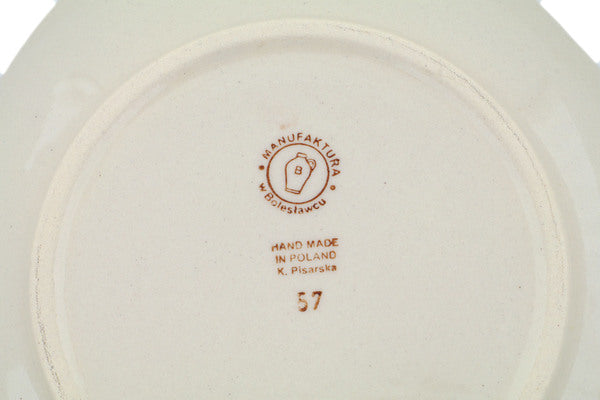 MANUFAKTURA
B
w Bolesławcu
HAND MADE
IN POLAND
K. Pisarska
57